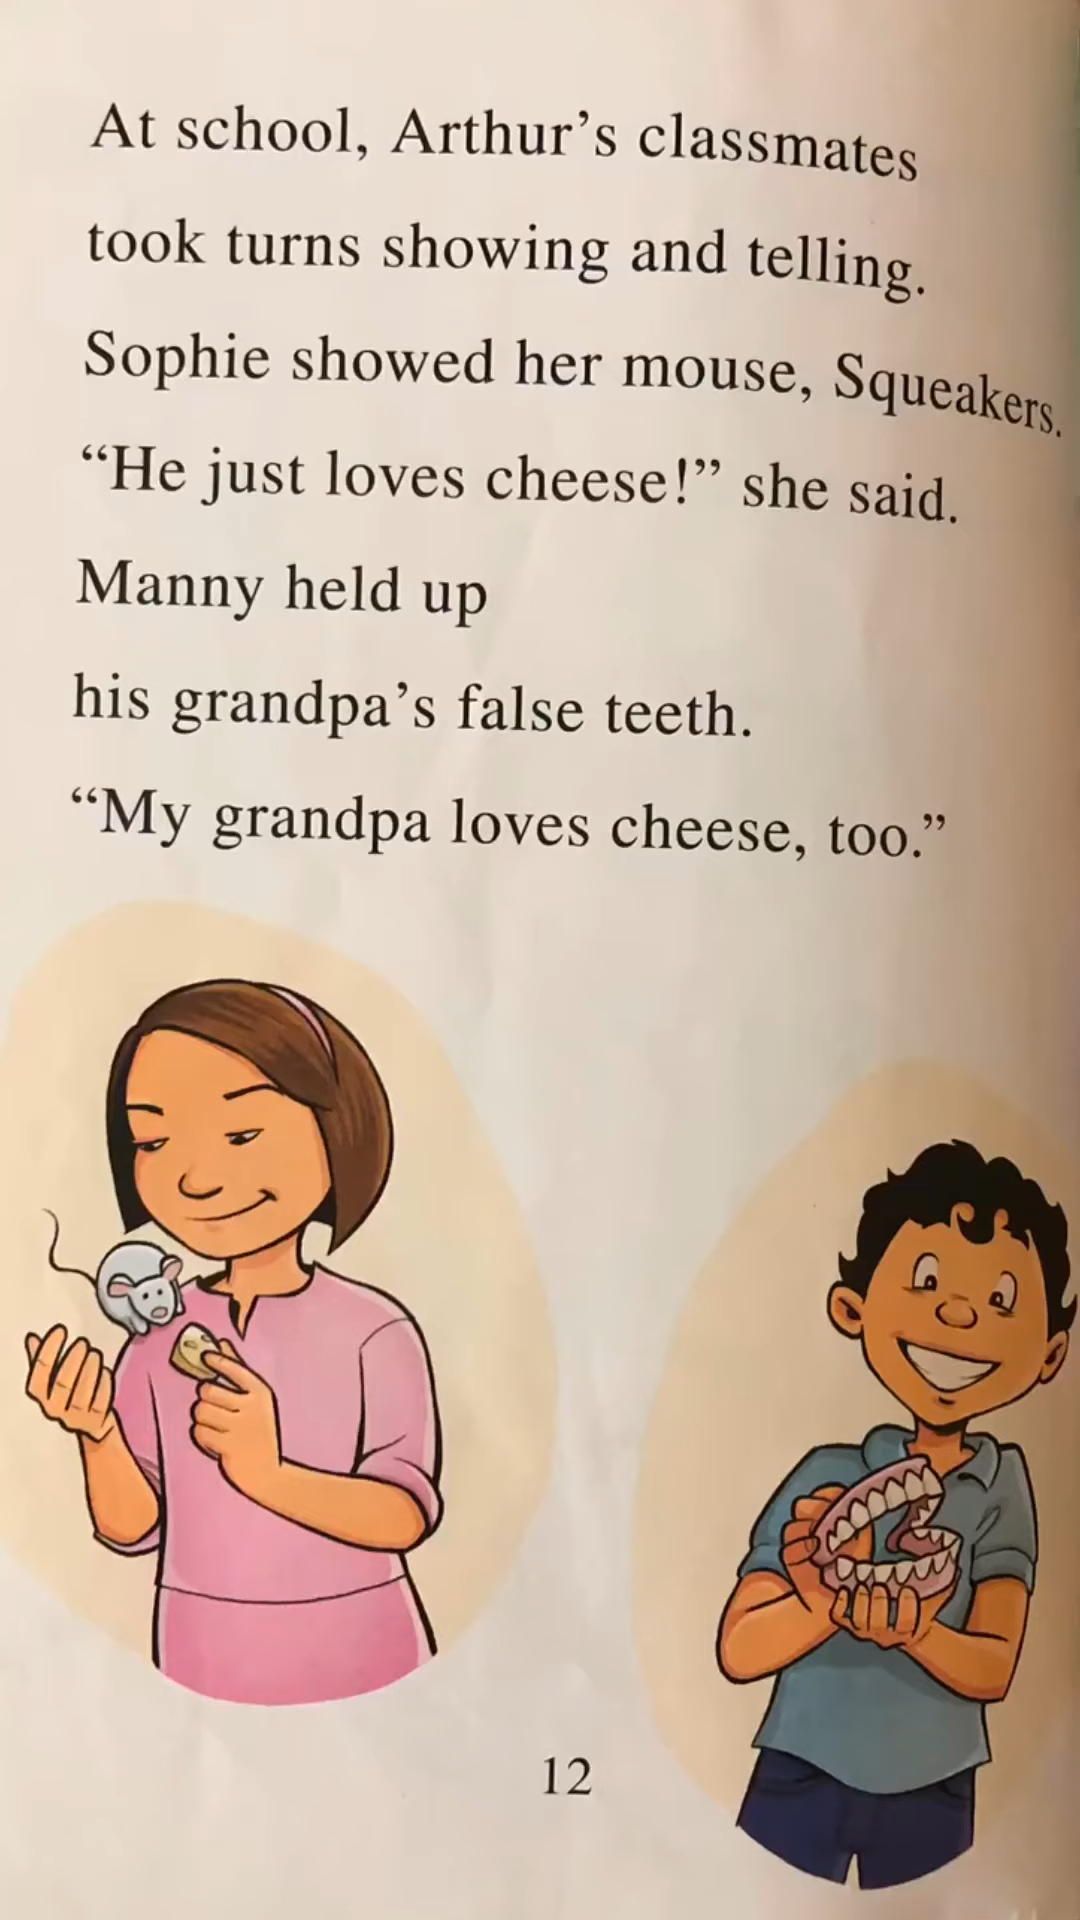 At school, Arthur’s classmates
took turns showing and telling.
Sophie showed her mouse, Squeakers.
“He just loves cheese!” she said.
Manny held up
his grandpa’s false teeth.
“My grandpa loves cheese, too.”
12